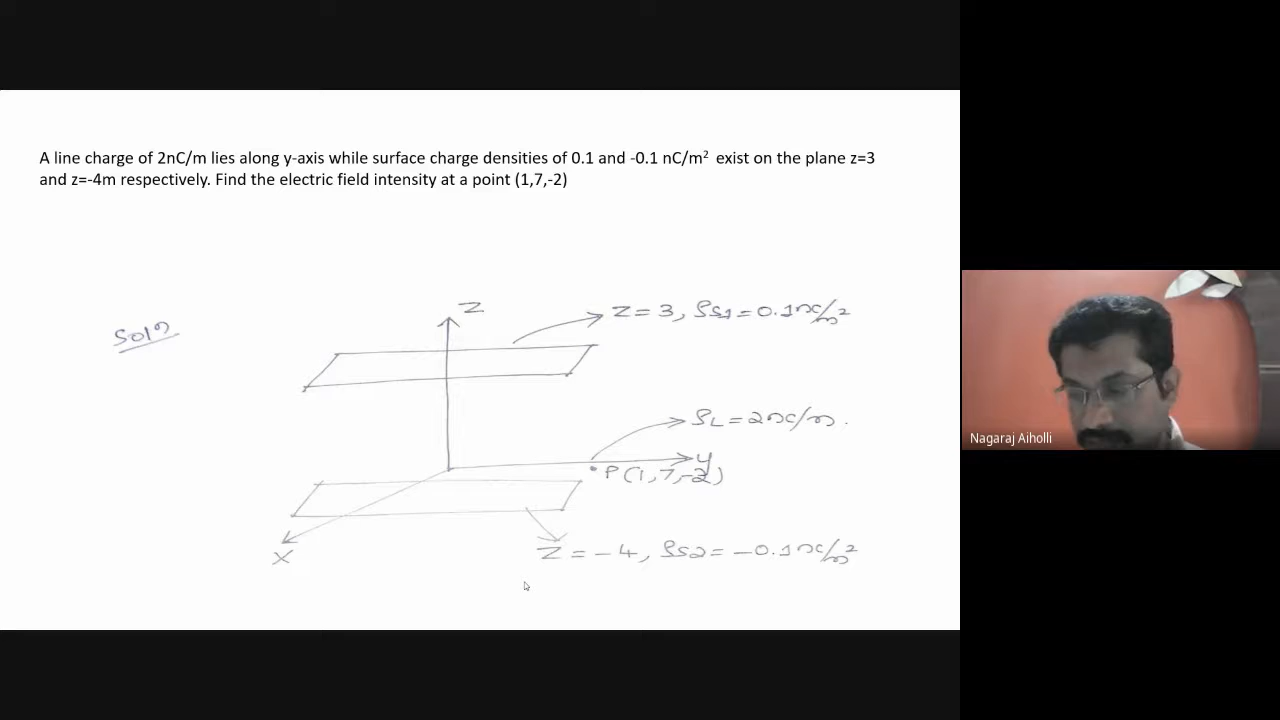 A line charge of 2nC/m lies along y-axis while surface charge densities of 0.1 and -0.1 nC/m² exist on the plane z=3
and z=-4m respectively. Find the electric field intensity at a point (1,7,-2)
Soln
Z
Z=3, ρs1=0.1nC/m²
ρL=2nC/m.
y
P(1,7,-2)
X
Z=-4, ρs2=-0.1nC/m²
Nagaraj Aiholli